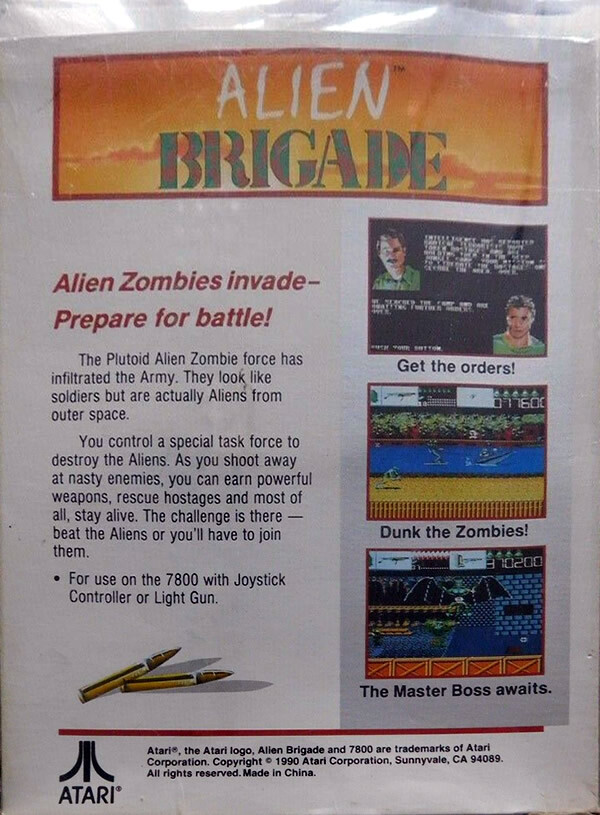 ALIEN™
BRIGADE
Alien Zombies invade–
Prepare for battle!
The Plutoid Alien Zombie force has
infiltrated the Army. They look like
soldiers but are actually Aliens from
outer space.
You control a special task force to
destroy the Aliens. As you shoot away
at nasty enemies, you can earn powerful
weapons, rescue hostages and most of
all, stay alive. The challenge is there —
beat the Aliens or you'll have to join
them.
• For use on the 7800 with Joystick
Controller or Light Gun.
Get the orders!
077600
Dunk the Zombies!
370200
The Master Boss awaits.
ATARI®
Atari®, the Atari logo, Alien Brigade and 7800 are trademarks of Atari
Corporation. Copyright © 1990 Atari Corporation, Sunnyvale, CA 94089.
All rights reserved. Made in China.